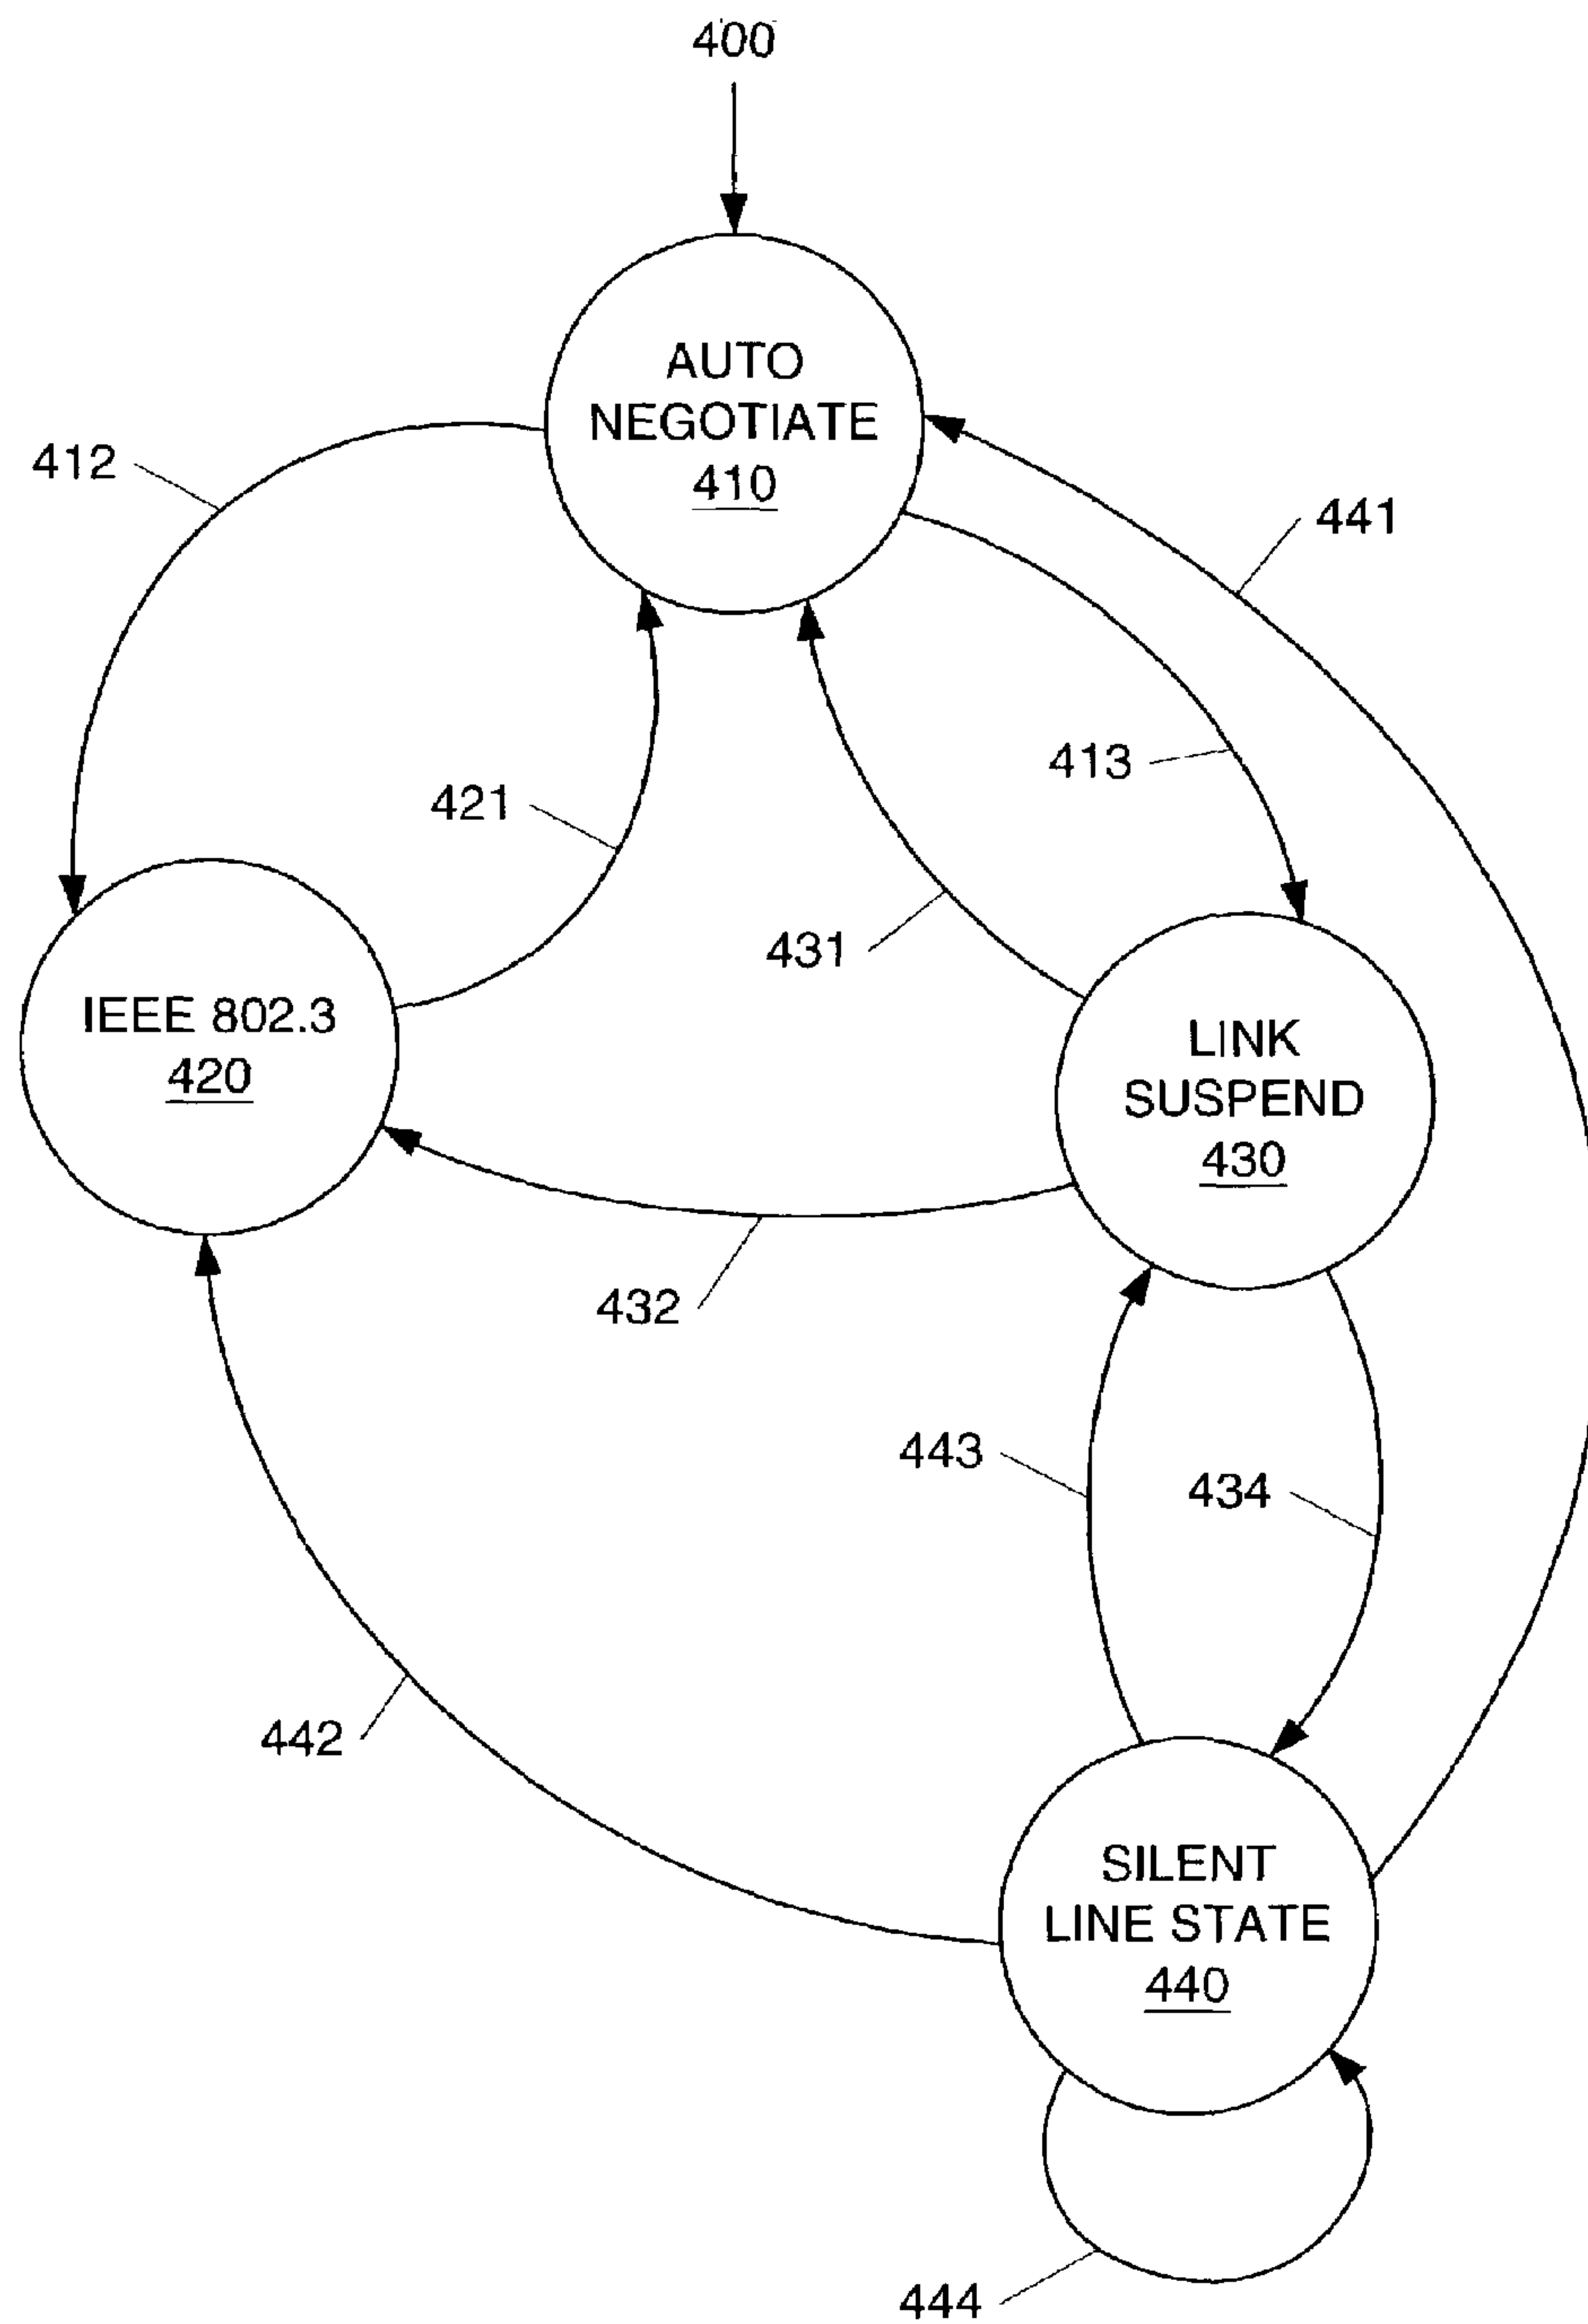 400
AUTO
NEGOTIATE
410
412
441
413
421
431
IEEE 802.3
420
LINK
SUSPEND
430
432
443
434
442
SILENT
LINE STATE
440
444